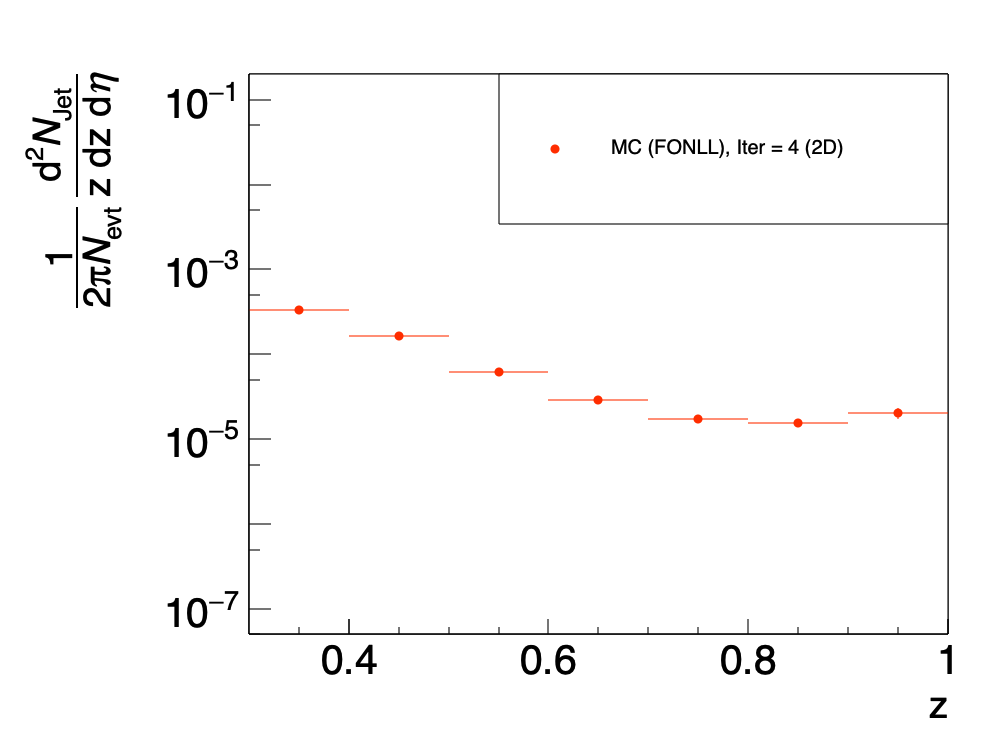 1/(2πN_evt) d²N_Jet/(z dz dη)
10⁻¹
MC (FONLL), Iter = 4 (2D)
10⁻³
10⁻⁵
10⁻⁷
0.4 0.6 0.8 1
z